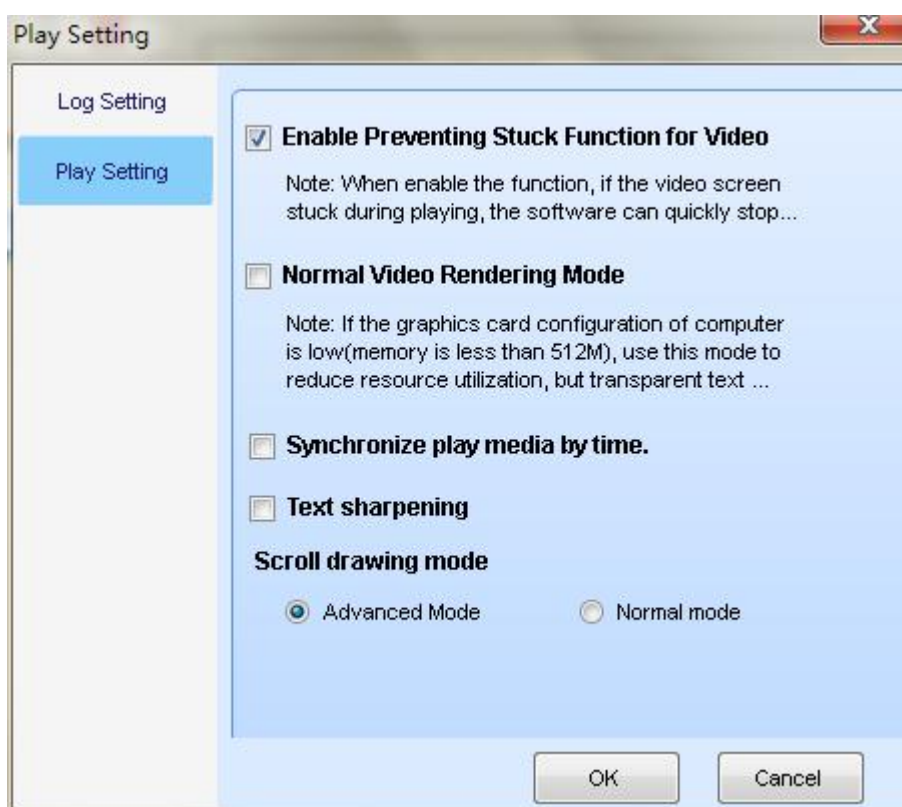 Play Setting
x
Log Setting
Play Setting
Enable Preventing Stuck Function for Video
Note: When enable the function, if the video screen
stuck during playing, the software can quickly stop...
Normal Video Rendering Mode
Note: If the graphics card configuration of computer
is low(memory is less than 512M), use this mode to
reduce resource utilization, but transparent text ...
Synchronize play media by time.
Text sharpening
Scroll drawing mode
Advanced Mode
Normal mode
OK
Cancel